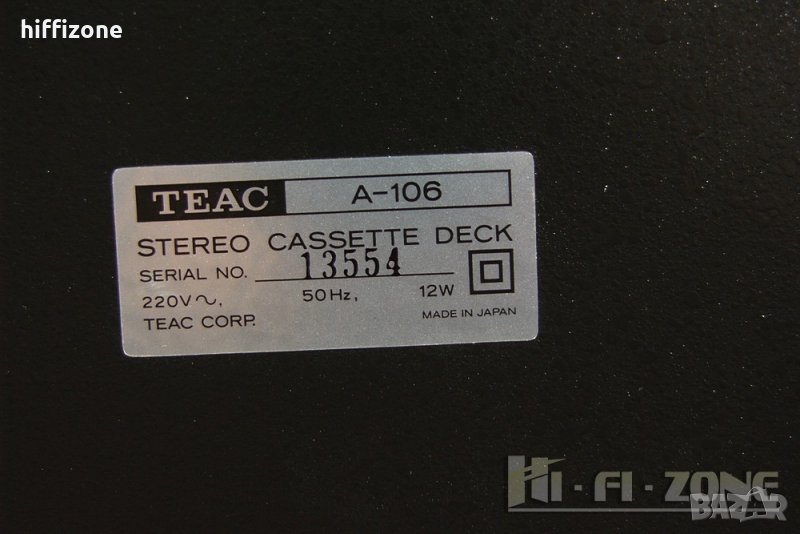 hiffizone
TEAC A-106
STEREO CASSETTE DECK
SERIAL NO. 13554
220V~, 50Hz, 12W
TEAC CORP. MADE IN JAPAN
HI-FI-ZONE
BAZAR